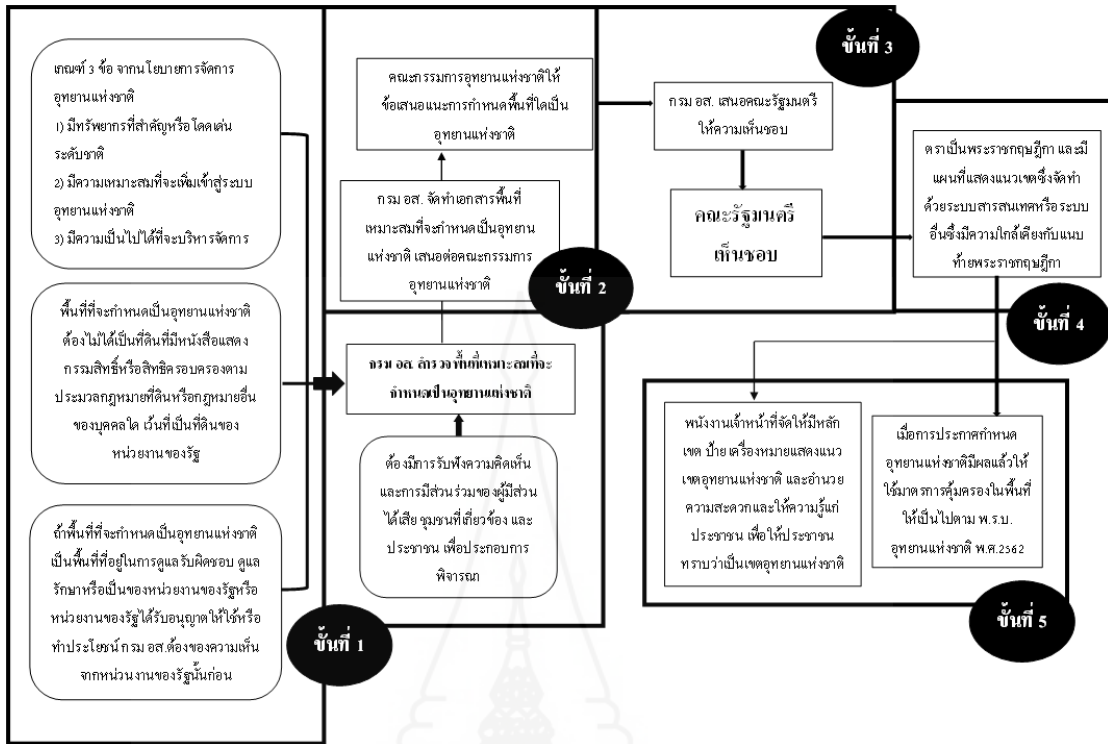 เกณฑ์ 3 ข้อ จากนโยบายการจัดการ
อุทยานแห่งชาติ
1) มีทรัพยากรที่สำคัญหรือโดดเด่น
ระดับชาติ
2) มีความเหมาะสมที่จะเพิ่มเข้าสู่ระบบ
อุทยานแห่งชาติ
3) มีความเป็นไปได้ที่จะบริหารจัดการ
พื้นที่ที่จะกำหนดเป็นอุทยานแห่งชาติ
ต้องไม่ได้เป็นที่ดินที่มีหนังสือแสดง
กรรมสิทธิ์หรือสิทธิครอบครองตาม
ประมวลกฎหมายที่ดินหรือกฎหมายอื่น
ของบุคคลใด เว้นที่เป็นที่ดินของ
หน่วยงานของรัฐ
ถ้าพื้นที่ที่จะกำหนดเป็นอุทยานแห่งชาติ
เป็นพื้นที่ที่อยู่ในการดูแลรับผิดชอบ ดูแล
รักษาหรือเป็นของหน่วยงานของรัฐหรือ
หน่วยงานของรัฐได้รับอนุญาตให้ใช้หรือ
ทำประโยชน์ กรม อส.ต้องของความเห็น
จากหน่วนงานของรัฐนั้นก่อน
ขั้นที่ 1
กรม อส. สำรวจพื้นที่เหมาะสมที่จะ
กำหนดเป็นอุทยานแห่งชาติ
ต้องมีการรับฟังความคิดเห็น
และการมีส่วนร่วมของผู้มีส่วน
ได้เสีย ชุมชนที่เกี่ยวข้อง และ
ประชาชน เพื่อประกอบการ
พิจารณา
คณะกรรมการอุทยานแห่งชาติให้
ข้อเสนอแนะการกำหนดพื้นที่ใดเป็น
อุทยานแห่งชาติ
กรม อส. จัดทำเอกสารพื้นที่
เหมาะสมที่จะกำหนดเป็นอุทยาน
แห่งชาติ เสนอต่อคณะกรรมการ
อุทยานแห่งชาติ
ขั้นที่ 2
ขั้นที่ 3
กรม อส. เสนอคณะรัฐมนตรี
ให้ความเห็นชอบ
คณะรัฐมนตรี
เห็นชอบ
ตราเป็นพระราชกฤษฎีกา และมี
แผนที่แสดงแนวเขตซึ่งจัดทำ
ด้วยระบบสารสนเทศหรือระบบ
อื่นซึ่งมีความใกล้เคียงกับแนบ
ท้ายพระราชกฤษฎีกา
ขั้นที่ 4
พนังงานเจ้าหน้าที่จัดให้มีหลัก
เขต ป้าย เครื่องหมายแสดงแนว
เขตอุทยานแห่งชาติ และอำนวย
ความสะดวกและให้ความรู้แก่
ประชาชน เพื่อให้ประชาชน
ทราบว่าเป็นเขตอุทยานแห่งชาติ
เมื่อการประกาศกำหนด
อุทยานแห่งชาติมีผลแล้วให้
ใช้มาตรการคุ้มครองในพื้นที่
ให้เป็นไปตาม พ.ร.บ.
อุทยานแห่งชาติ พ.ศ.2562
ขั้นที่ 5